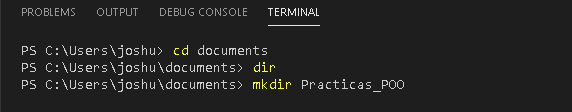 PROBLEMS OUTPUT DEBUG CONSOLE TERMINAL
PS C:\Users\joshu> cd documents
PS C:\Users\joshu\documents> dir
PS C:\Users\joshu\documents> mkdir Practicas_POO